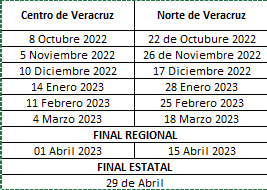 Centro de Veracruz Norte de Veracruz
8 Octubre 2022 22 de Octubure 2022
5 Noviembre 2022 26 de Noviembre 2022
10 Diciembre 2022 17 Diciembre 2022
14 Enero 2023 28 Enero 2023
11 Febrero 2023 25 Febrero 2023
4 Marzo 2023 18 Marzo 2023
FINAL REGIONAL
01 Abril 2023 15 Abril 2023
FINAL ESTATAL
29 de Abril